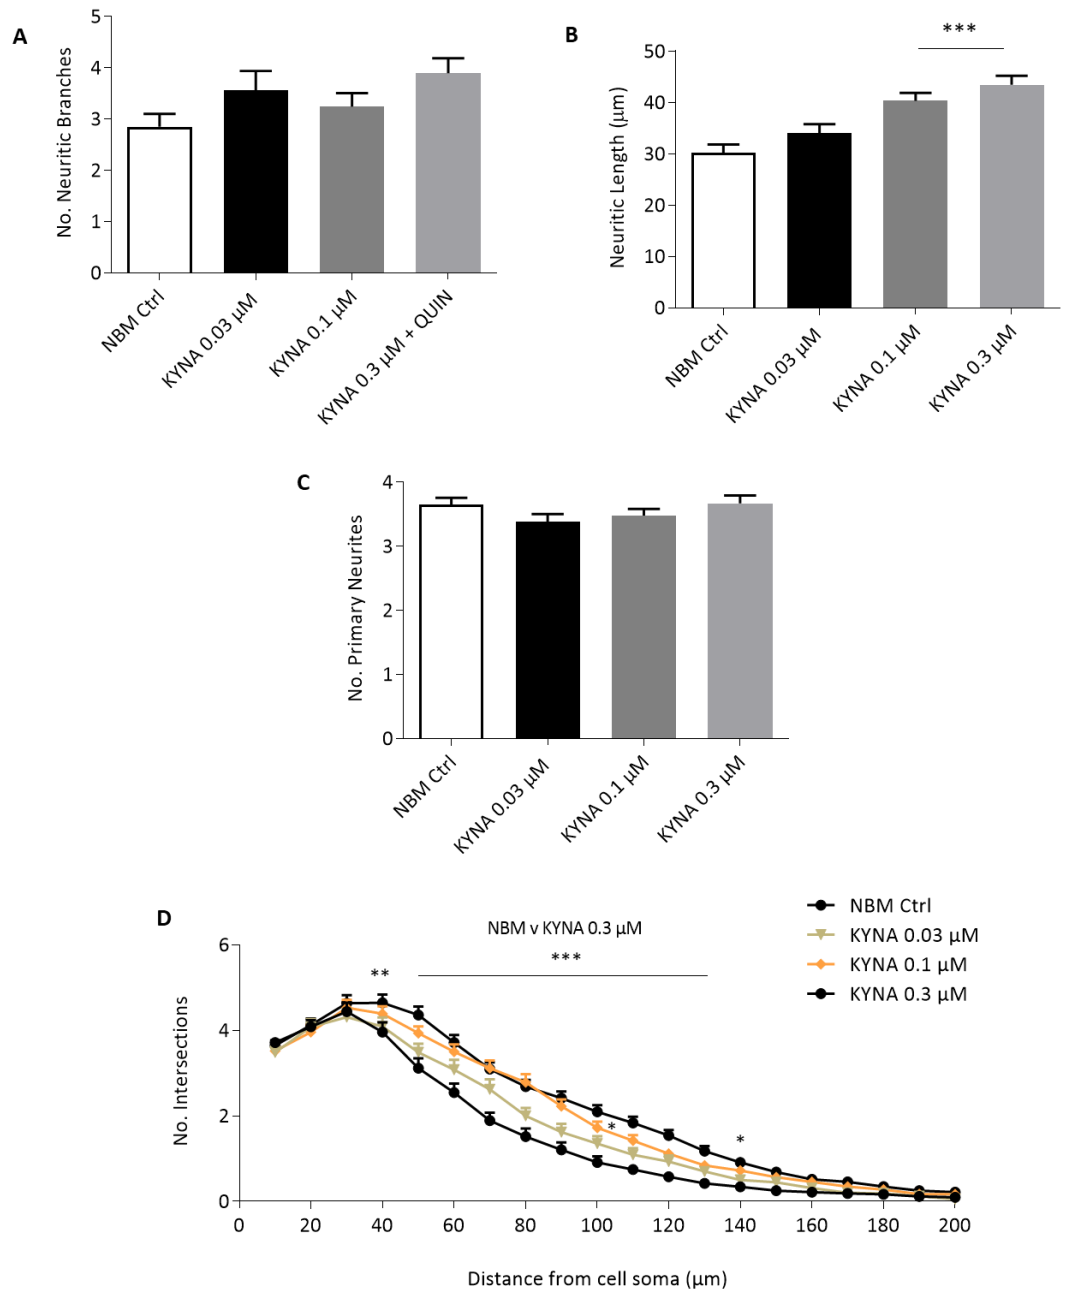 A
No. Neuritic Branches
5
4
3
2
1
0
NBM Ctrl
KYNA 0.03 µM
KYNA 0.1 µM
KYNA 0.3 µM + QUIN
B
***
Neuritic Length (µm)
50
40
30
20
10
0
NBM Ctrl
KYNA 0.03 µM
KYNA 0.1 µM
KYNA 0.3 µM
C
No. Primary Neurites
4
3
2
1
0
NBM Ctrl
KYNA 0.03 µM
KYNA 0.1 µM
KYNA 0.3 µM
D
NBM Ctrl
KYNA 0.03 µM
KYNA 0.1 µM
KYNA 0.3 µM
NBM v KYNA 0.3 µM
***
**
*
*
No. Intersections
6
4
2
0
0 20 40 60 80 100 120 140 160 180 200
Distance from cell soma (µm)